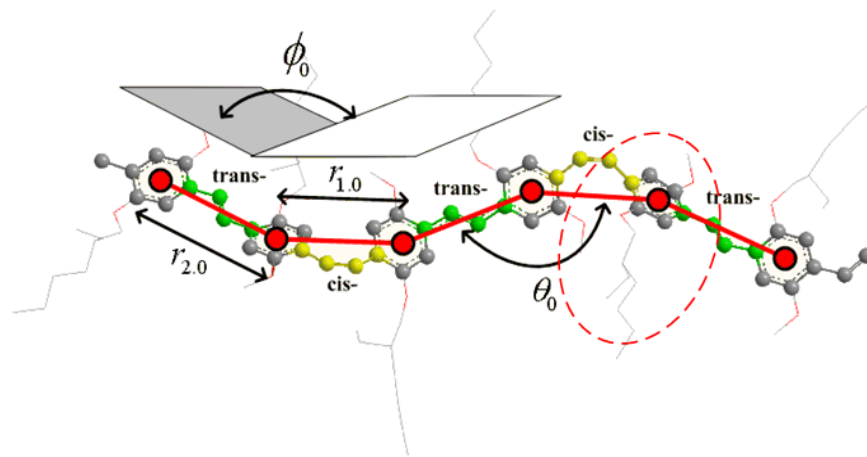 ϕ₀
cis-
trans-
r₁.₀
trans-
trans-
r₂.₀
cis-
θ₀